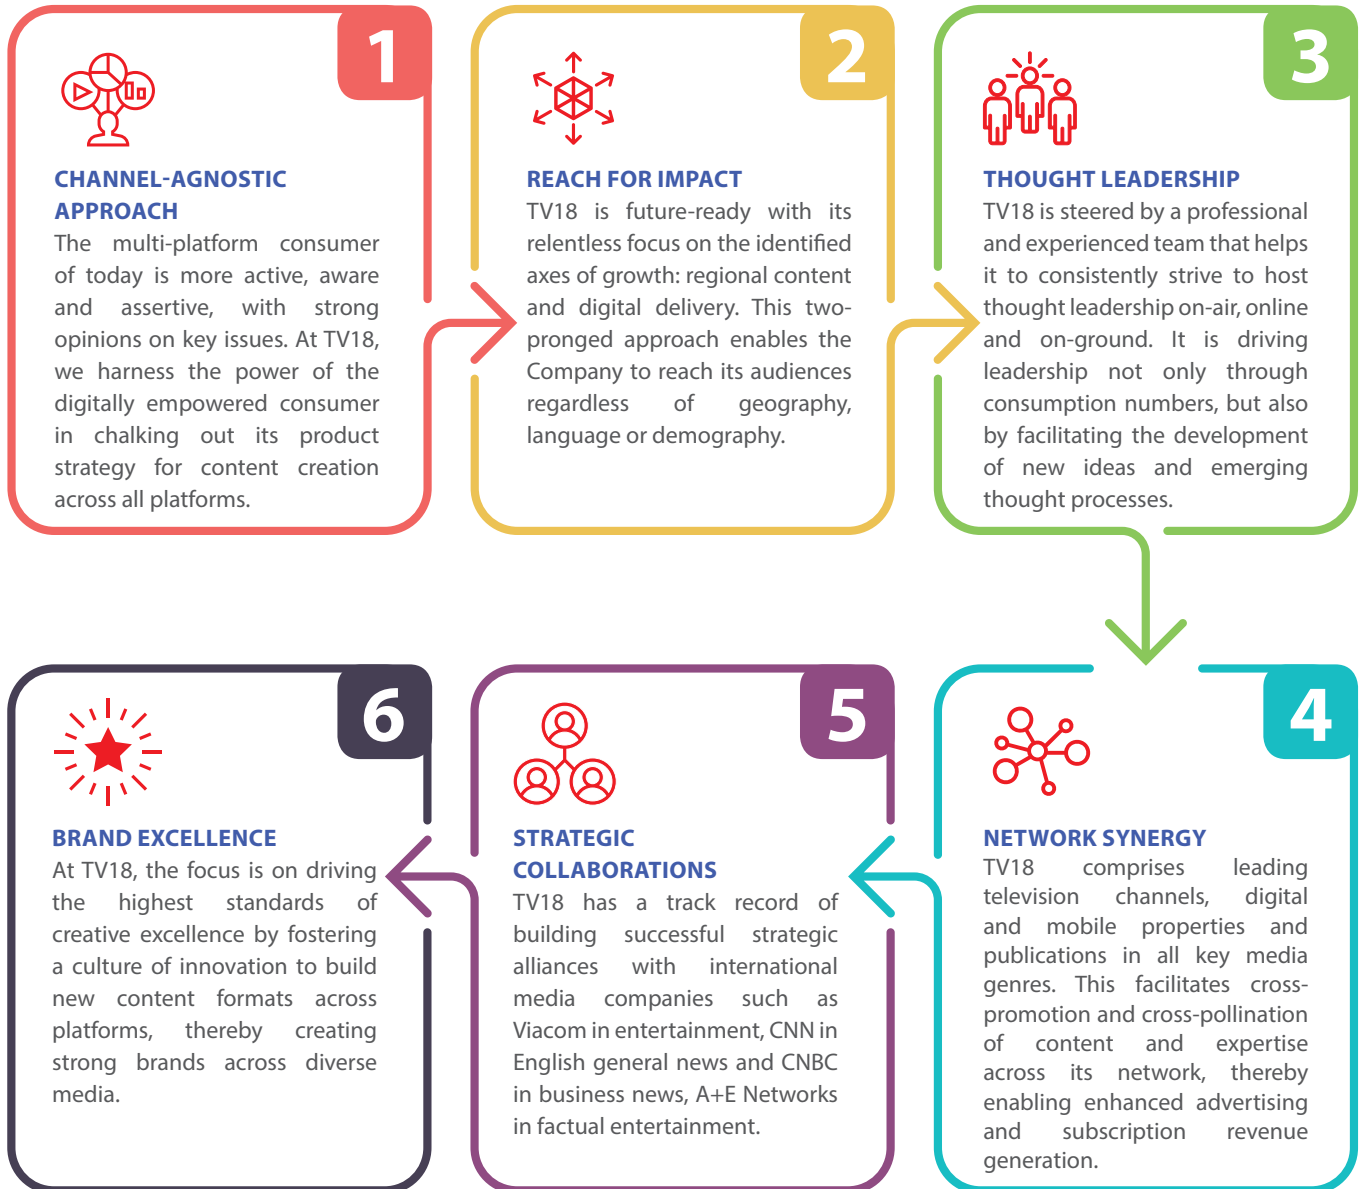 1
CHANNEL-AGNOSTIC
APPROACH
The multi-platform consumer
of today is more active, aware
and assertive, with strong
opinions on key issues. At TV18,
we harness the power of the
digitally empowered consumer
in chalking out its product
strategy for content creation
across all platforms.
2
REACH FOR IMPACT
TV18 is future-ready with its
relentless focus on the identified
axes of growth: regional content
and digital delivery. This two-
pronged approach enables the
Company to reach its audiences
regardless of geography,
language or demography.
3
THOUGHT LEADERSHIP
TV18 is steered by a professional
and experienced team that helps
it to consistently strive to host
thought leadership on-air, online
and on-ground. It is driving
leadership not only through
consumption numbers, but also
by facilitating the development
of new ideas and emerging
thought processes.
4
NETWORK SYNERGY
TV18 comprises leading
television channels, digital
and mobile properties and
publications in all key media
genres. This facilitates cross-
promotion and cross-pollination
of content and expertise
across its network, thereby
enabling enhanced advertising
and subscription revenue
generation.
5
STRATEGIC
COLLABORATIONS
TV18 has a track record of
building successful strategic
alliances with international
media companies such as
Viacom in entertainment, CNN in
English general news and CNBC
in business news, A+E Networks
in factual entertainment.
6
BRAND EXCELLENCE
At TV18, the focus is on driving
the highest standards of
creative excellence by fostering
a culture of innovation to build
new content formats across
platforms, thereby creating
strong brands across diverse
media.